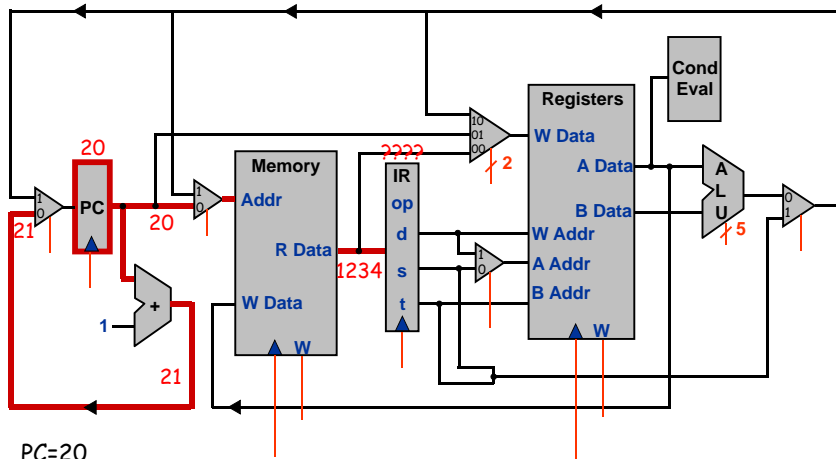 Cond
Eval
Registers
10
01
00
W Data
20
????
2
Memory
IR
A Data
A
L
U
1
0
PC
1
0
Addr
op
B Data
0
1
21
20
d
W Addr
5
R Data
1234
s
1
0
A Addr
+
W Data
t
B Addr
1
W
W
21
PC=20